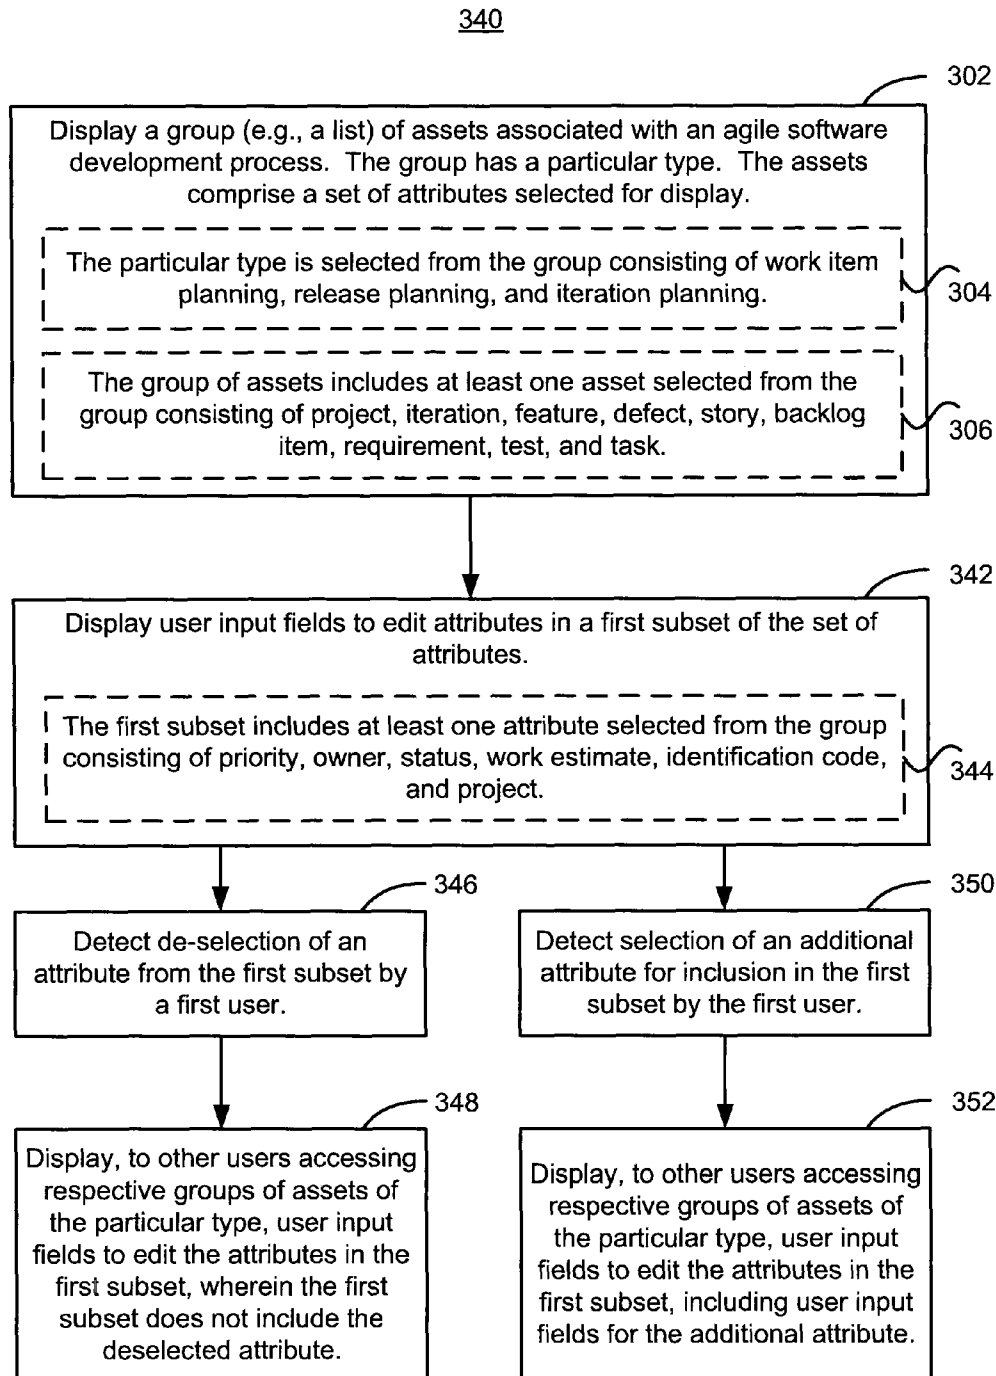 340
302
Display a group (e.g., a list) of assets associated with an agile software
development process. The group has a particular type. The assets
comprise a set of attributes selected for display.
The particular type is selected from the group consisting of work item
planning, release planning, and iteration planning.
304
The group of assets includes at least one asset selected from the
group consisting of project, iteration, feature, defect, story, backlog
item, requirement, test, and task.
306
342
Display user input fields to edit attributes in a first subset of the set of
attributes.
The first subset includes at least one attribute selected from the group
consisting of priority, owner, status, work estimate, identification code,
and project.
344
346
Detect de-selection of an
attribute from the first subset by
a first user.
350
Detect selection of an additional
attribute for inclusion in the first
subset by the first user.
348
Display, to other users accessing
respective groups of assets of
the particular type, user input
fields to edit the attributes in the
first subset, wherein the first
subset does not include the
deselected attribute.
352
Display, to other users accessing
respective groups of assets of
the particular type, user input
fields to edit the attributes in the
first subset, including user input
fields for the additional attribute.